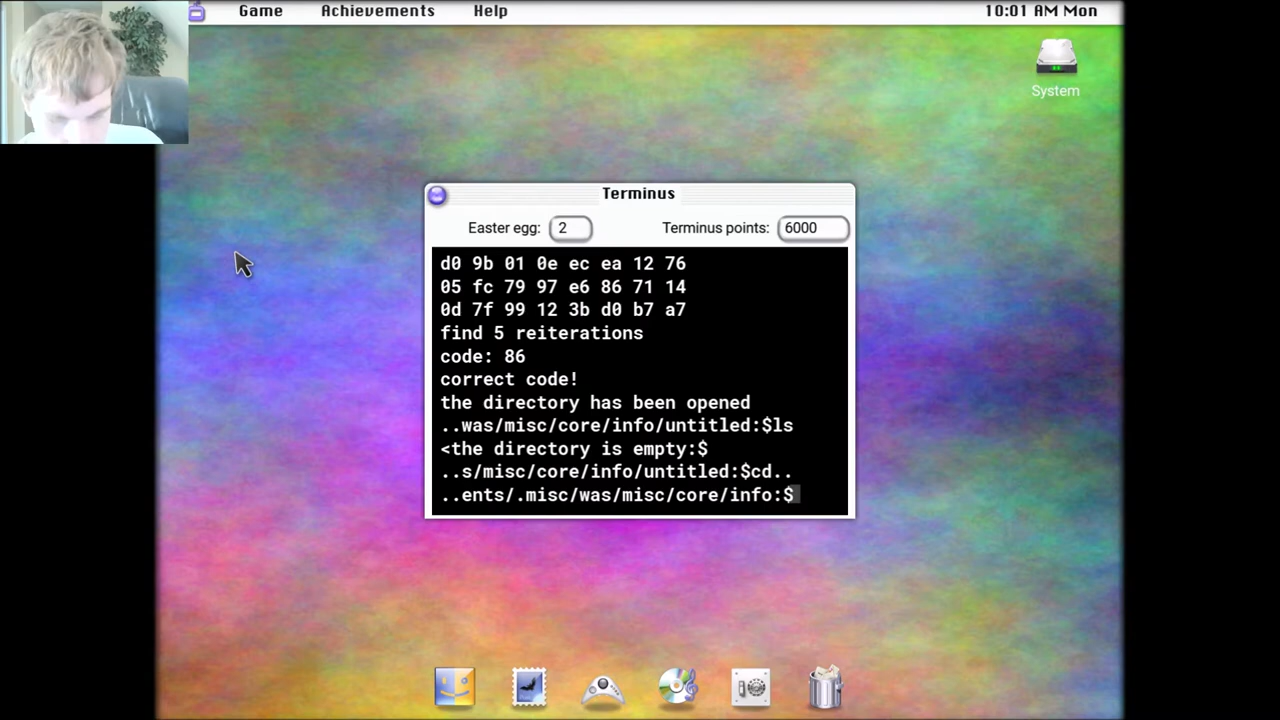 Game Achievements Help 10:01 AM Mon
System
Terminus
Easter egg: 2 Terminus points: 6000
d0 9b 01 0e ec ea 12 76
05 fc 79 97 e6 86 71 14
0d 7f 99 12 3b d0 b7 a7
find 5 reiterations
code: 86
correct code!
the directory has been opened
..was/misc/core/info/untitled:$ls
<the directory is empty:$
..s/misc/core/info/untitled:$cd..
..ents/.misc/was/misc/core/info:$